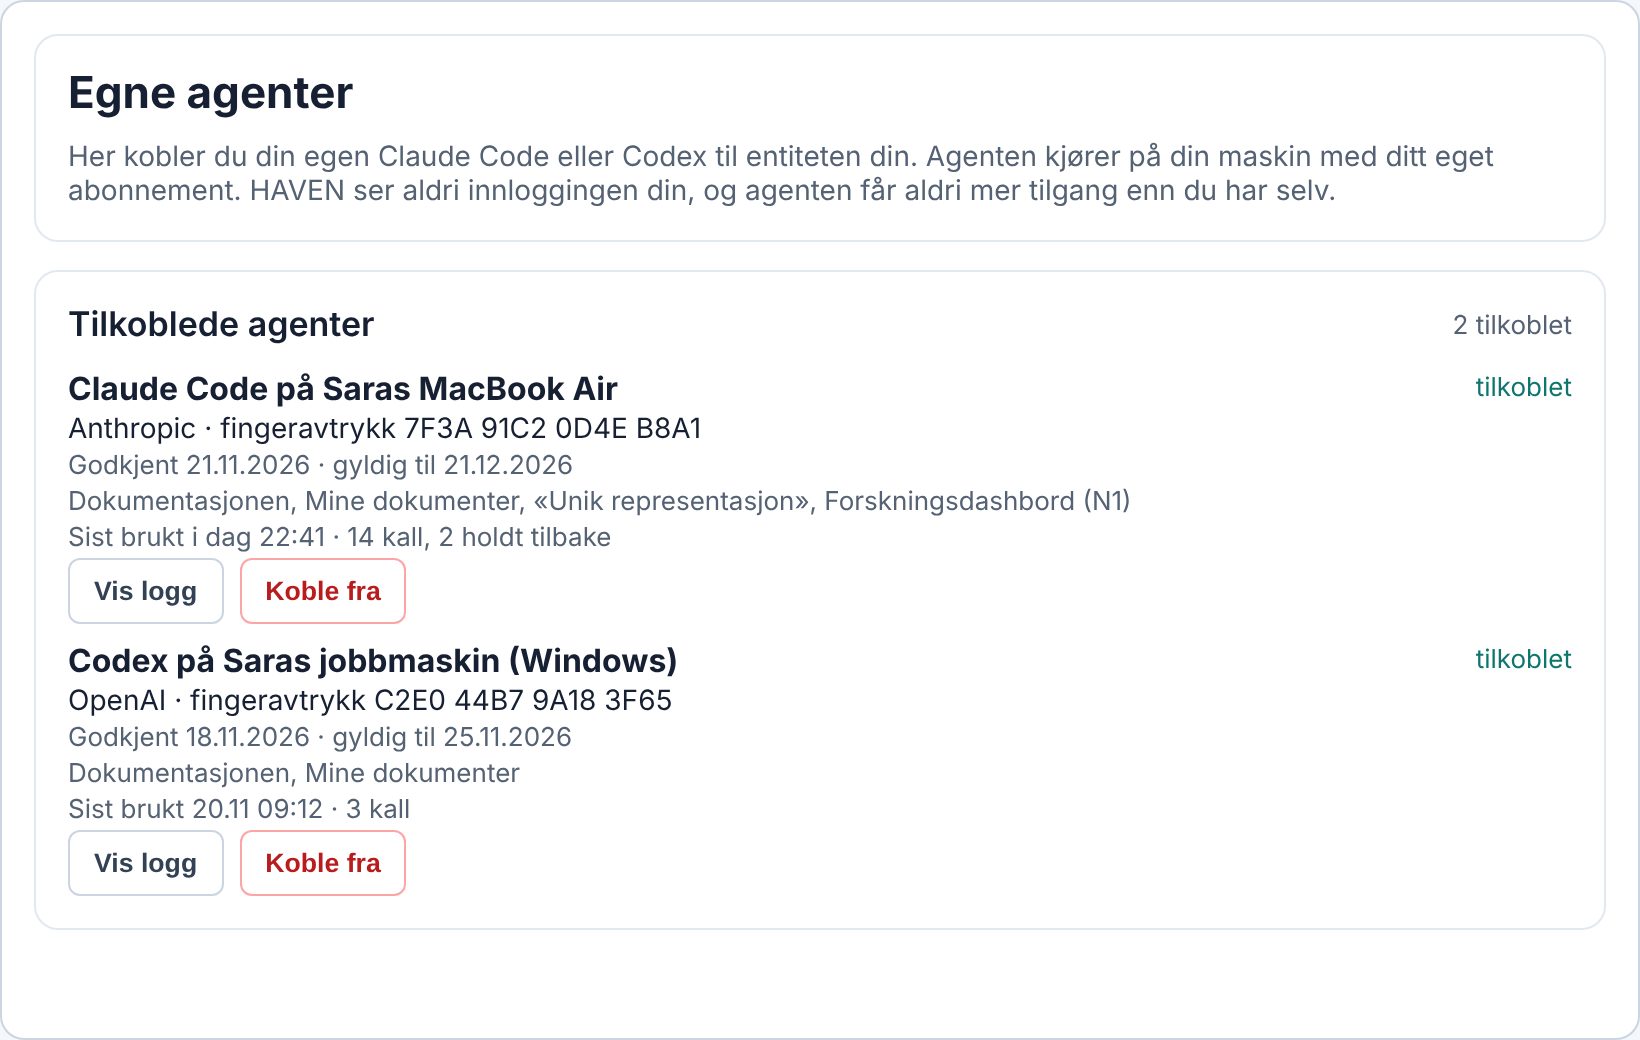 Egne agenter
Her kobler du din egen Claude Code eller Codex til entiteten din. Agenten kjører på din maskin med ditt eget
abonnement. HAVEN ser aldri innloggingen din, og agenten får aldri mer tilgang enn du har selv.
Tilkoblede agenter
2 tilkoblet
Claude Code på Saras MacBook Air
tilkoblet
Anthropic · fingeravtrykk 7F3A 91C2 0D4E B8A1
Godkjent 21.11.2026 · gyldig til 21.12.2026
Dokumentasjonen, Mine dokumenter, «Unik representasjon», Forskningsdashbord (N1)
Sist brukt i dag 22:41 · 14 kall, 2 holdt tilbake
Vis logg
Koble fra
Codex på Saras jobbmaskin (Windows)
tilkoblet
OpenAI · fingeravtrykk C2E0 44B7 9A18 3F65
Godkjent 18.11.2026 · gyldig til 25.11.2026
Dokumentasjonen, Mine dokumenter
Sist brukt 20.11 09:12 · 3 kall
Vis logg
Koble fra